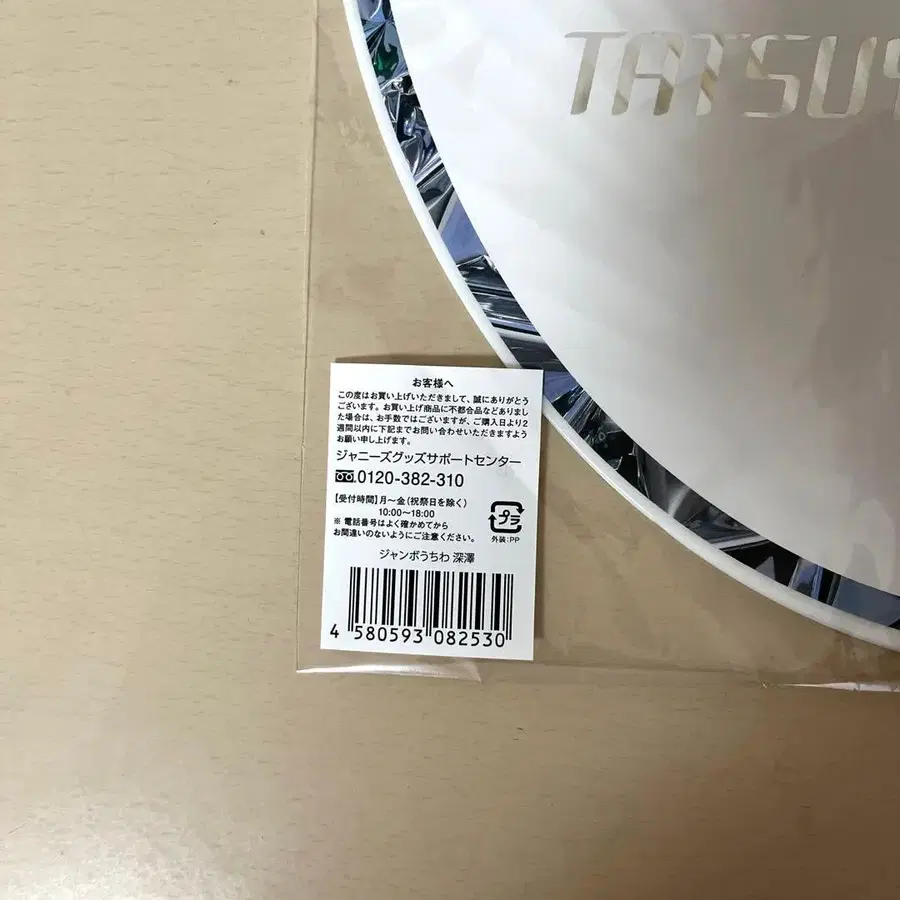 TATSUY
お客様へ
この度はお買い上げいただきまして、誠にありがとう
ございます。お買い上げ商品に不都合品などありまし
た場合は、お手数ではございますが、ご購入日より2
週間以内に下記までお問い合わせいただきますよう
お願い申し上げます。
ジャニーズグッズサポートセンター
0120-382-310
【受付時間】月～金(祝祭日を除く)
10:00～18:00
※ 電話番号はよく確かめてから
お間違いのないようにご注意ください。
プラ
外装:PP
ジャンボうちわ 深澤
4 580593 082530